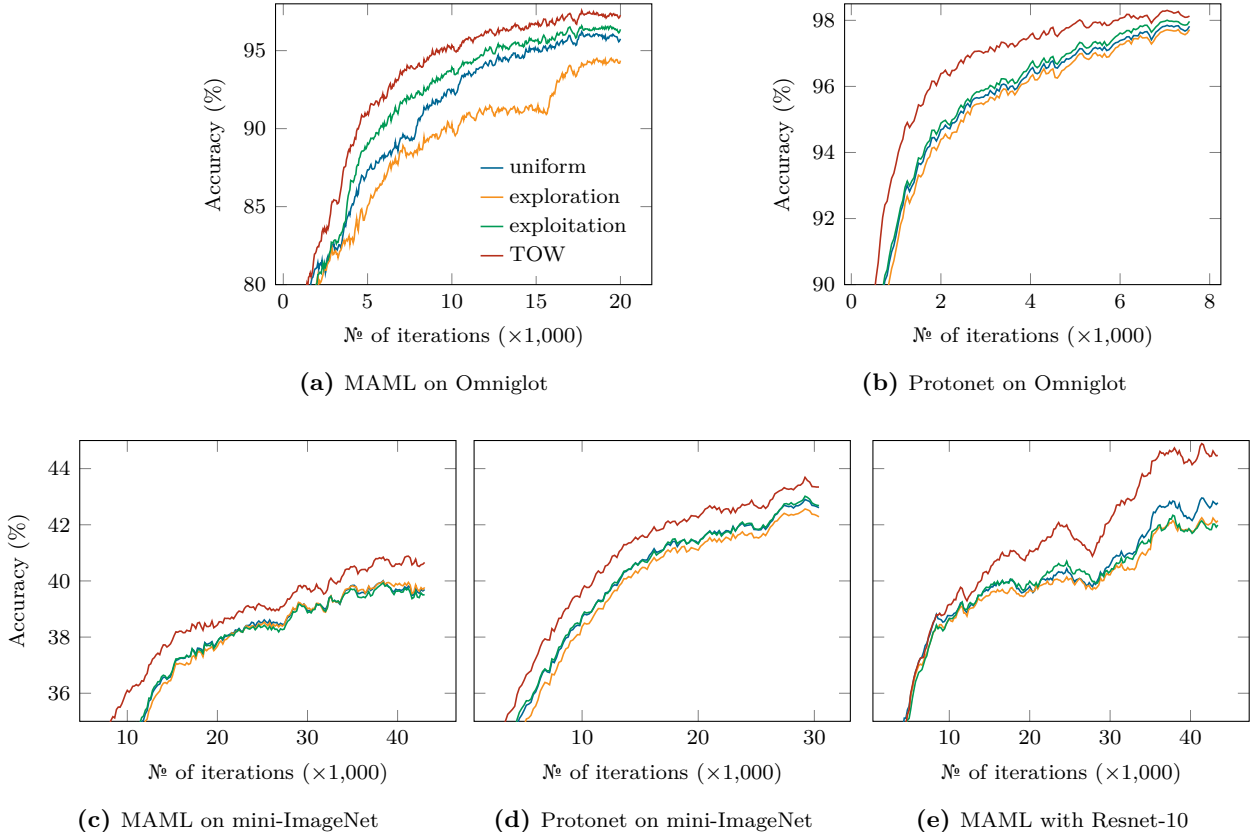 Accuracy (%)
95
90
85
80
0
5
10
15
20
№ of iterations (×1,000)
uniform
exploration
exploitation
TOW
(a) MAML on Omniglot
Accuracy (%)
98
96
94
92
90
0
2
4
6
8
№ of iterations (×1,000)
(b) Protonet on Omniglot
Accuracy (%)
44
42
40
38
36
10
20
30
40
№ of iterations (×1,000)
(c) MAML on mini-ImageNet
10
20
30
№ of iterations (×1,000)
(d) Protonet on mini-ImageNet
10
20
30
40
№ of iterations (×1,000)
(e) MAML with Resnet-10